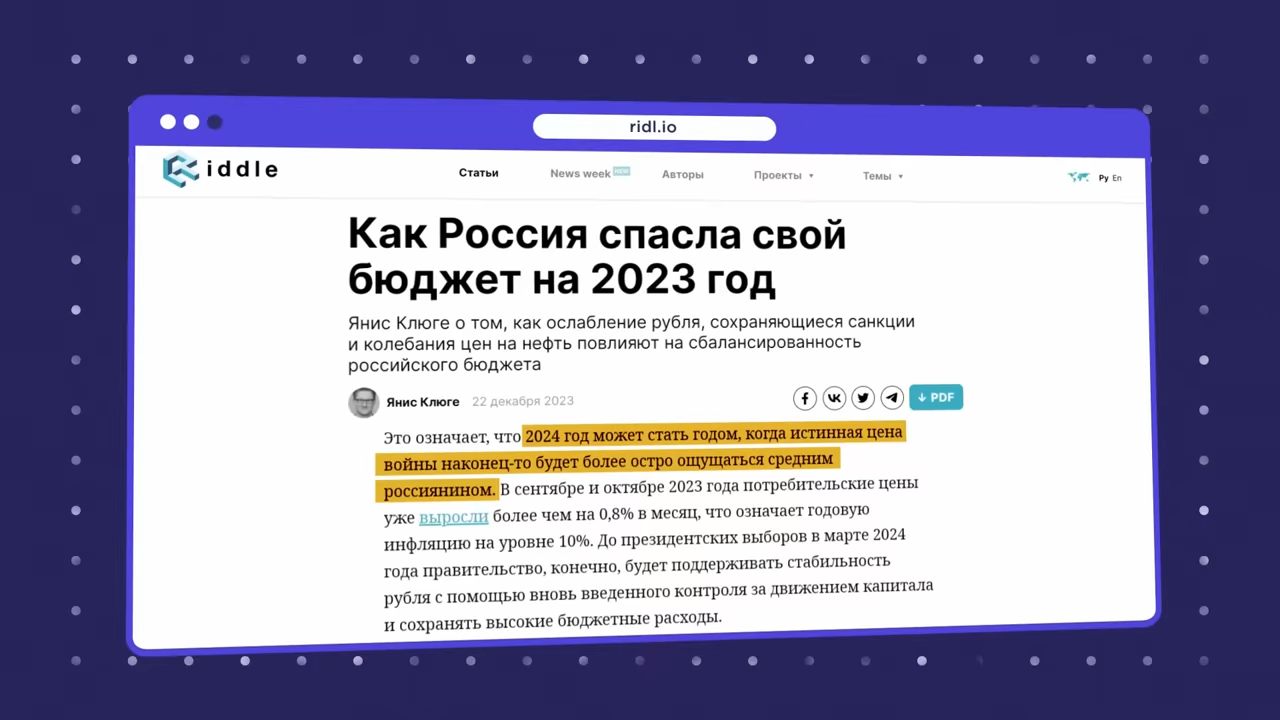 ridl.io
iddle
Статьи News week NEW Авторы Проекты Темы Ру En
Как Россия спасла свой
бюджет на 2023 год
Янис Клюге о том, как ослабление рубля, сохраняющиеся санкции
и колебания цен на нефть повлияют на сбалансированность
российского бюджета
Янис Клюге 22 декабря 2023
PDF
Это означает, что 2024 год может стать годом, когда истинная цена
войны наконец-то будет более остро ощущаться средним
россиянином. В сентябре и октябре 2023 года потребительские цены
уже выросли более чем на 0,8% в месяц, что означает годовую
инфляцию на уровне 10%. До президентских выборов в марте 2024
года правительство, конечно, будет поддерживать стабильность
рубля с помощью вновь введенного контроля за движением капитала
и сохранять высокие бюджетные расходы.